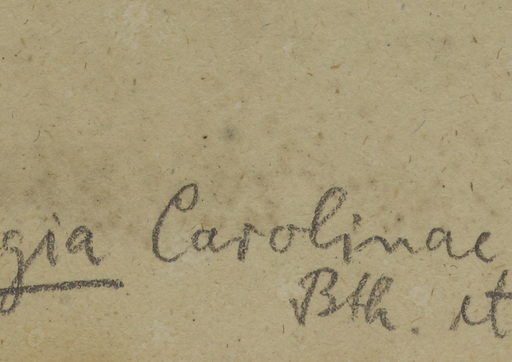 gia Carolinae
Bth. et